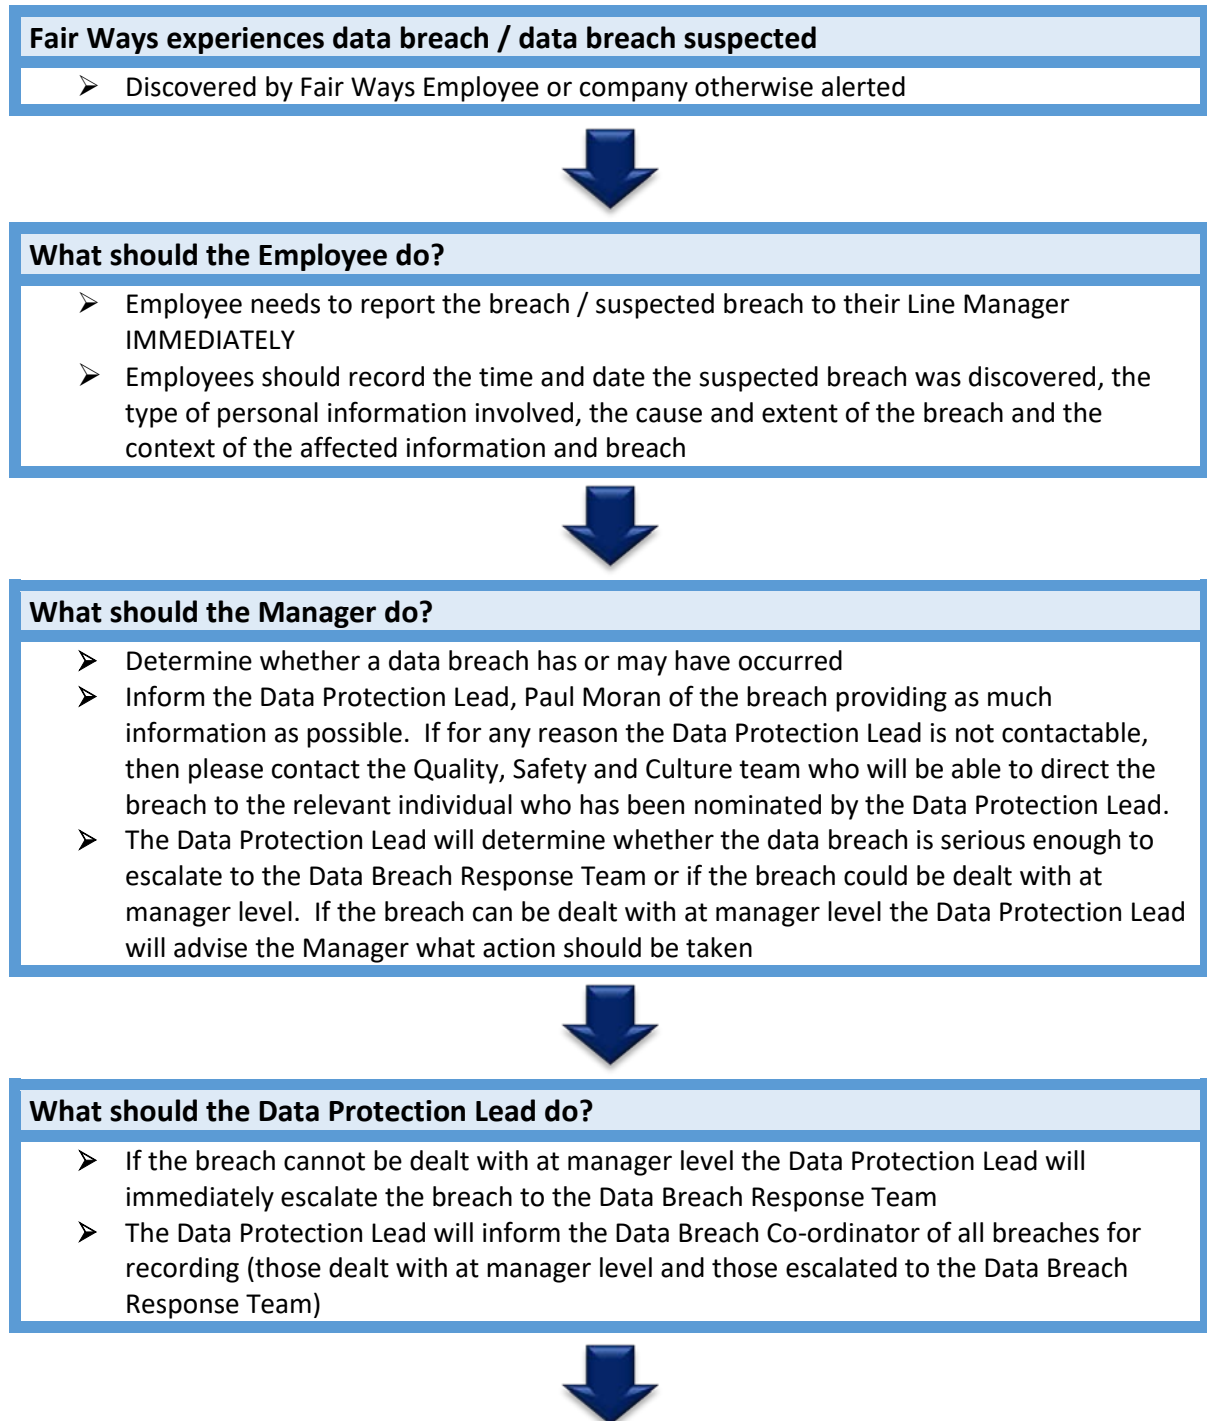 Fair Ways experiences data breach / data breach suspected
➢ Discovered by Fair Ways Employee or company otherwise alerted
What should the Employee do?
➢ Employee needs to report the breach / suspected breach to their Line Manager
IMMEDIATELY
➢ Employees should record the time and date the suspected breach was discovered, the
type of personal information involved, the cause and extent of the breach and the
context of the affected information and breach
What should the Manager do?
➢ Determine whether a data breach has or may have occurred
➢ Inform the Data Protection Lead, Paul Moran of the breach providing as much
information as possible.  If for any reason the Data Protection Lead is not contactable,
then please contact the Quality, Safety and Culture team who will be able to direct the
breach to the relevant individual who has been nominated by the Data Protection Lead.
➢ The Data Protection Lead will determine whether the data breach is serious enough to
escalate to the Data Breach Response Team or if the breach could be dealt with at
manager level.  If the breach can be dealt with at manager level the Data Protection Lead
will advise the Manager what action should be taken
What should the Data Protection Lead do?
➢ If the breach cannot be dealt with at manager level the Data Protection Lead will
immediately escalate the breach to the Data Breach Response Team
➢ The Data Protection Lead will inform the Data Breach Co-ordinator of all breaches for
recording (those dealt with at manager level and those escalated to the Data Breach
Response Team)